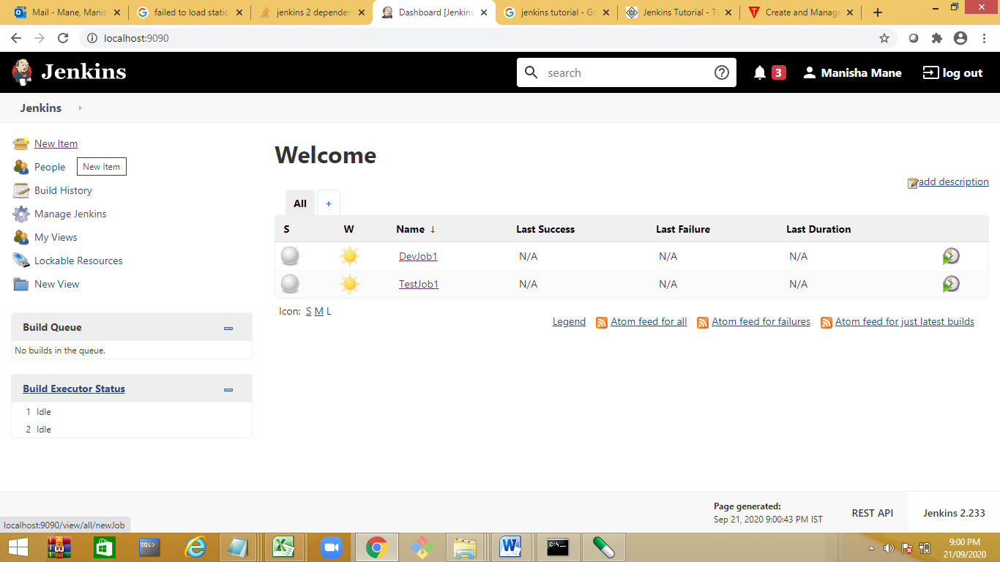 Mail - Mane, Manis
failed to load static
jenkins 2 dependen
Dashboard [Jenkins
jenkins tutorial - Go
Jenkins Tutorial - Tu
Create and Manage
localhost:9090
Jenkins
search
3
Manisha Mane
log out
Jenkins
New Item
People
New Item
Build History
Manage Jenkins
My Views
Lockable Resources
New View
Build Queue
No builds in the queue.
Build Executor Status
1 Idle
2 Idle
Welcome
add description
All +
S W Name ↓ Last Success Last Failure Last Duration
DevJob1 N/A N/A N/A
TestJob1 N/A N/A N/A
Icon: S M L
Legend Atom feed for all Atom feed for failures Atom feed for just latest builds
Page generated:
Sep 21, 2020 9:00:43 PM IST
REST API
Jenkins 2.233
localhost:9090/view/all/newJob
SQL>
C:\_
9:00 PM
21/09/2020